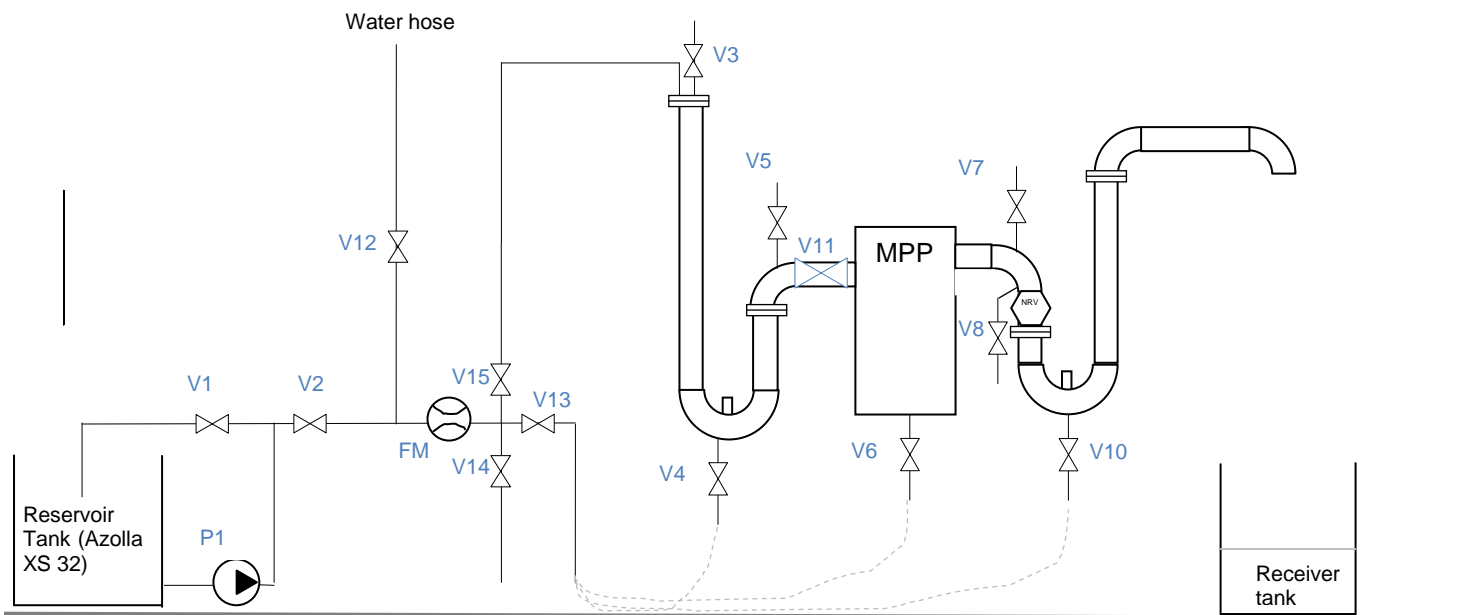 Water hose
V3
V5
V7
V12
V11
MPP
NRV
V8
V1
V2
V15
V13
FM
V14
V4
V6
V10
Reservoir
Tank (Azolla
XS 32)
P1
Receiver
tank